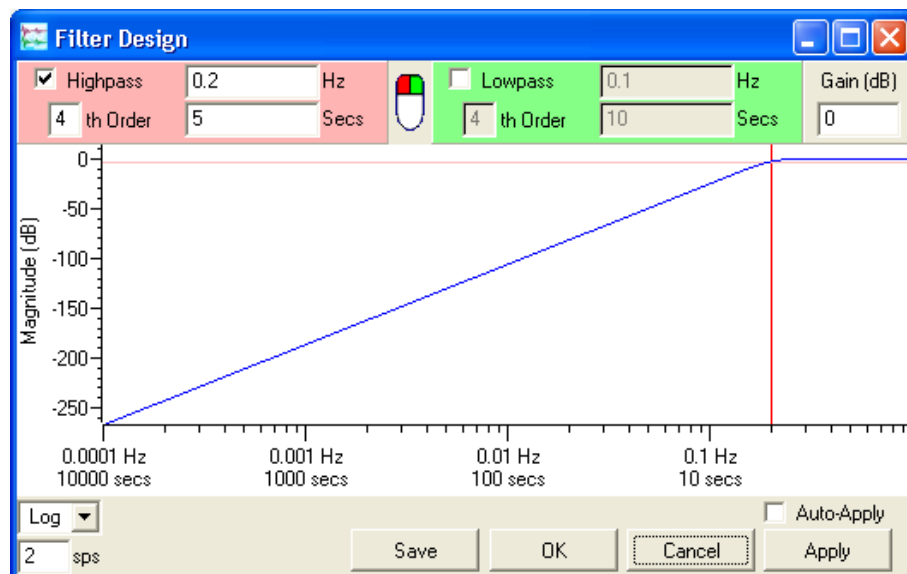 Filter Design
Highpass 0.2 Hz
4 th Order 5 Secs
Lowpass 0.1 Hz
4 th Order 10 Secs
Gain (dB)
0
Magnitude (dB)
0
-50
-100
-150
-200
-250
0.0001 Hz 0.001 Hz 0.01 Hz 0.1 Hz
10000 secs 1000 secs 100 secs 10 secs
Log
2 sps
Auto-Apply
Save OK Cancel Apply